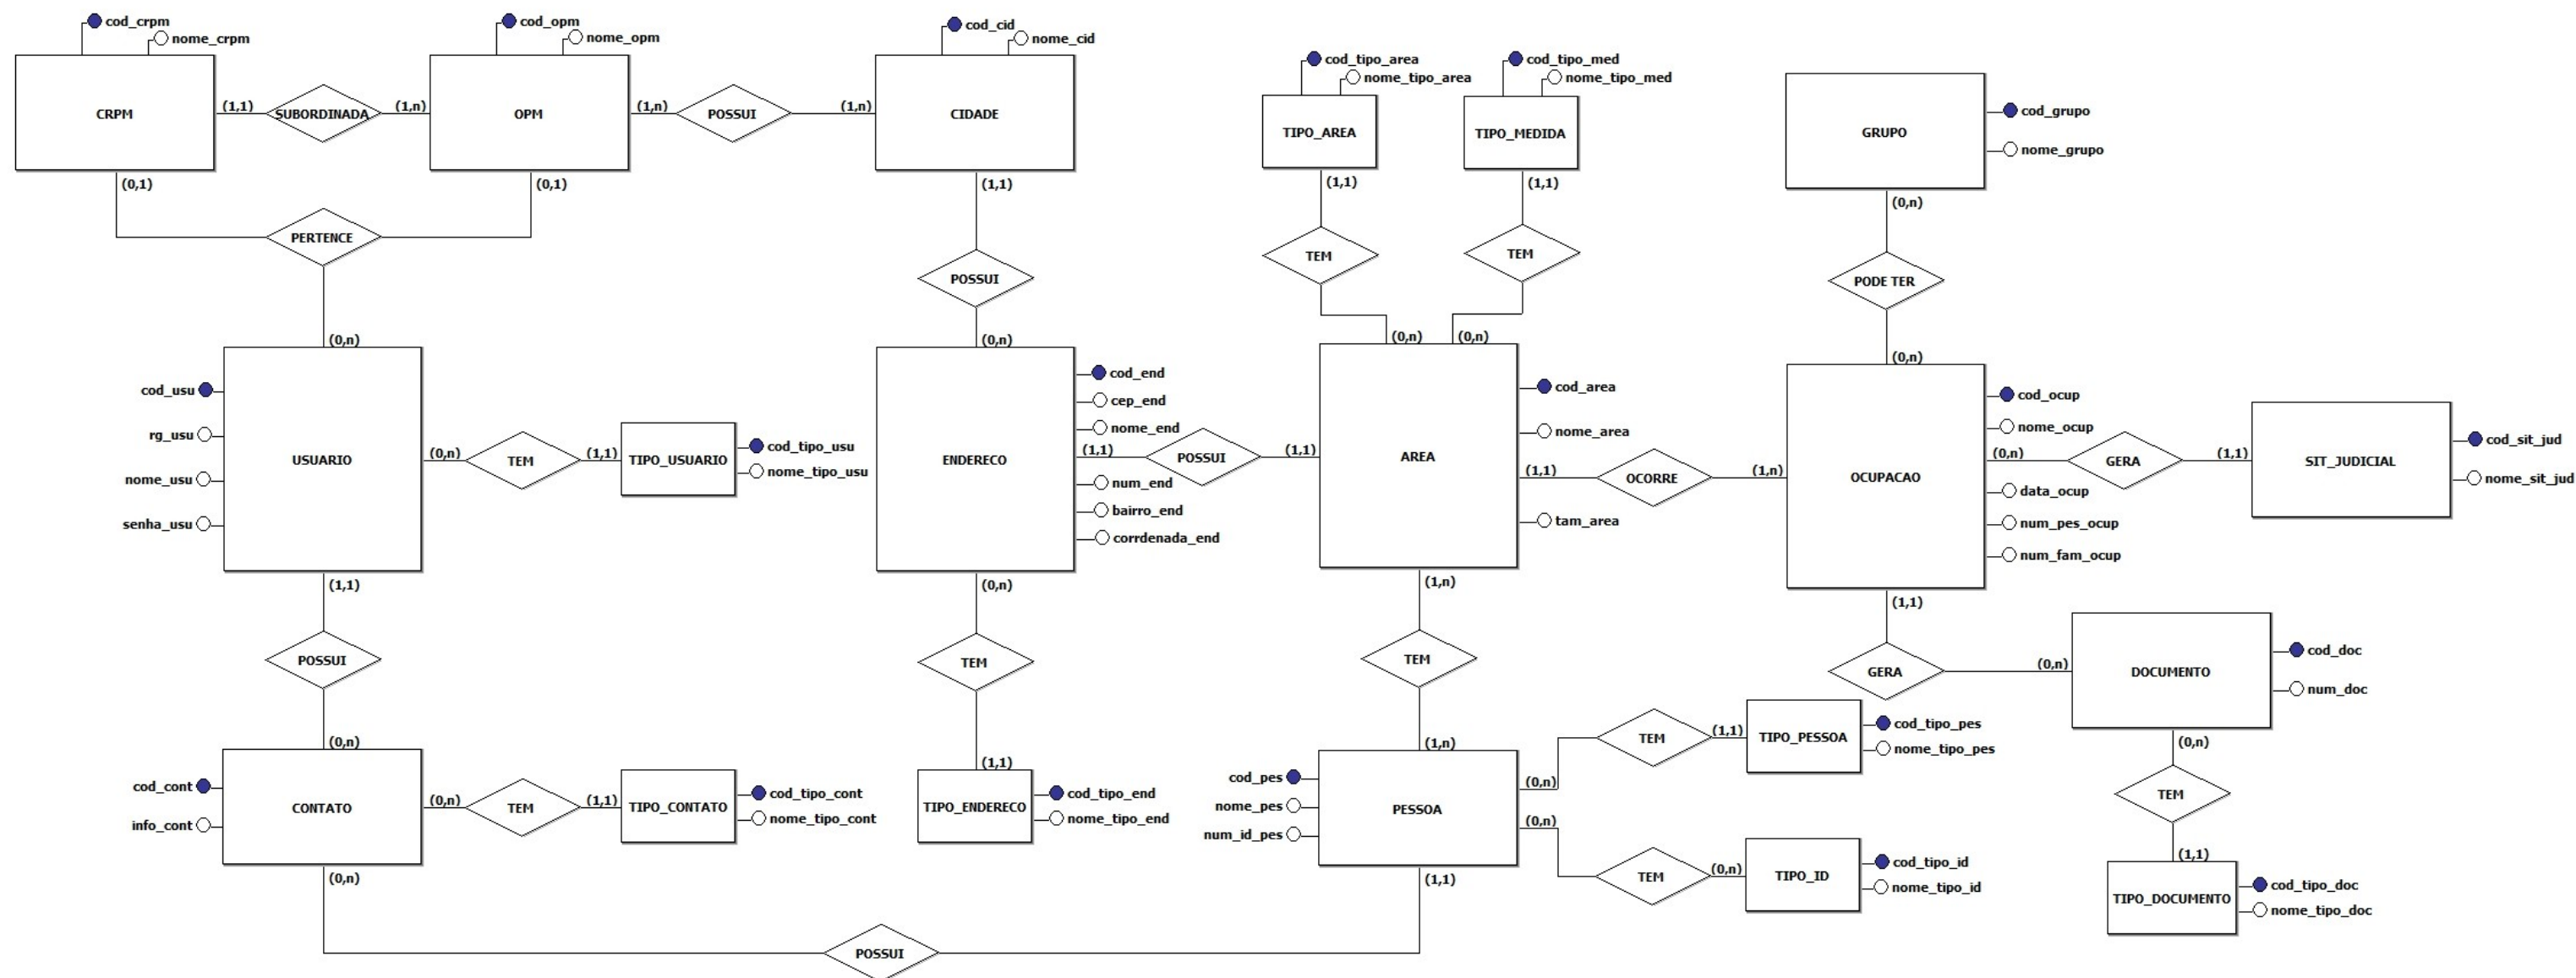 cod_crpm
nome_crpm
CRPM
(1,1)
SUBORDINADA
(1,n)
cod_opm
nome_opm
OPM
(1,n)
POSSUI
(1,n)
cod_cid
nome_cid
CIDADE
(0,1)
(0,1)
PERTENCE
(0,n)
(1,1)
POSSUI
(0,n)
cod_tipo_area
nome_tipo_area
TIPO_AREA
(1,1)
TEM
(0,n)
cod_tipo_med
nome_tipo_med
TIPO_MEDIDA
(1,1)
TEM
(0,n)
GRUPO
cod_grupo
nome_grupo
(0,n)
PODE TER
(0,n)
cod_usu
rg_usu
nome_usu
senha_usu
USUARIO
(0,n)
TEM
(1,1)
TIPO_USUARIO
cod_tipo_usu
nome_tipo_usu
ENDERECO
cod_end
cep_end
nome_end
(1,1)
POSSUI
(1,1)
num_end
bairro_end
corrdenada_end
AREA
cod_area
nome_area
(1,1)
OCORRE
(1,n)
tam_area
OCUPACAO
cod_ocup
nome_ocup
(0,n)
GERA
(1,1)
data_ocup
num_pes_ocup
num_fam_ocup
SIT_JUDICIAL
cod_sit_jud
nome_sit_jud
(1,1)
POSSUI
(0,n)
(0,n)
TEM
(1,1)
(1,n)
TEM
(1,n)
(1,1)
GERA
(0,n)
DOCUMENTO
cod_doc
num_doc
(0,n)
TEM
(1,1)
cod_cont
info_cont
CONTATO
(0,n)
TEM
(1,1)
TIPO_CONTATO
cod_tipo_cont
nome_tipo_cont
TIPO_ENDERECO
cod_tipo_end
nome_tipo_end
cod_pes
nome_pes
num_id_pes
PESSOA
(0,n)
TEM
(1,1)
TIPO_PESSOA
cod_tipo_pes
nome_tipo_pes
(0,n)
TEM
(0,n)
TIPO_ID
cod_tipo_id
nome_tipo_id
TIPO_DOCUMENTO
cod_tipo_doc
nome_tipo_doc
(0,n)
POSSUI
(1,1)